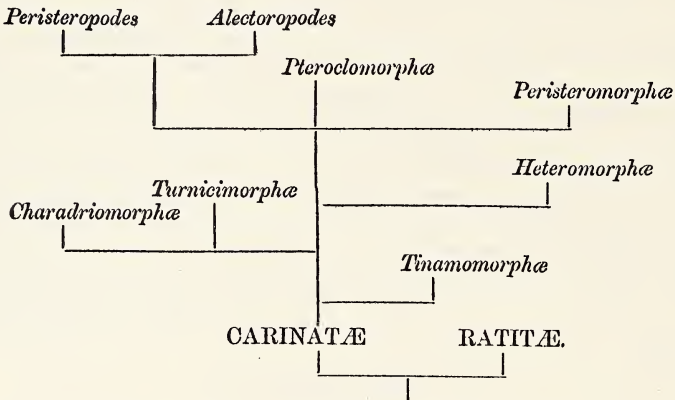 Peristeropodes Alectoropodes
Pteroclomorphæ
Peristeromorphæ
Heteromorphæ
Turnicimorphæ
Charadriomorphæ
Tinamomorphæ
CARINATÆ RATITÆ.